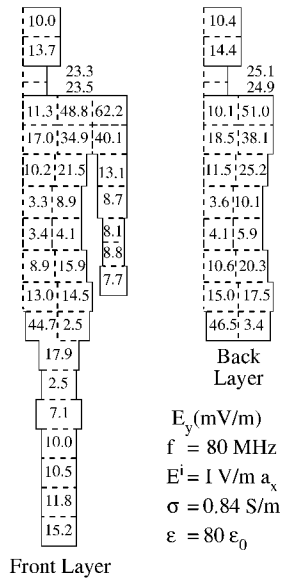 10.0
13.7
23.3
23.5
11.3 48.8 62.2
17.0 34.9 40.1
10.2 21.5 13.1
3.3 8.9 8.7
3.4 4.1 8.1
8.8
8.9 15.9 7.7
13.0 14.5
44.7 2.5
17.9
2.5
7.1
10.0
10.5
11.8
15.2
Front Layer
10.4
14.4
25.1
24.9
10.1 51.0
18.5 38.1
11.5 25.2
3.6 10.1
4.1 5.9
10.6 20.3
15.0 17.5
46.5 3.4
Back
Layer
E_y(mV/m)
f = 80 MHz
E^i = 1 V/m a_x
σ = 0.84 S/m
ε = 80 ε_0